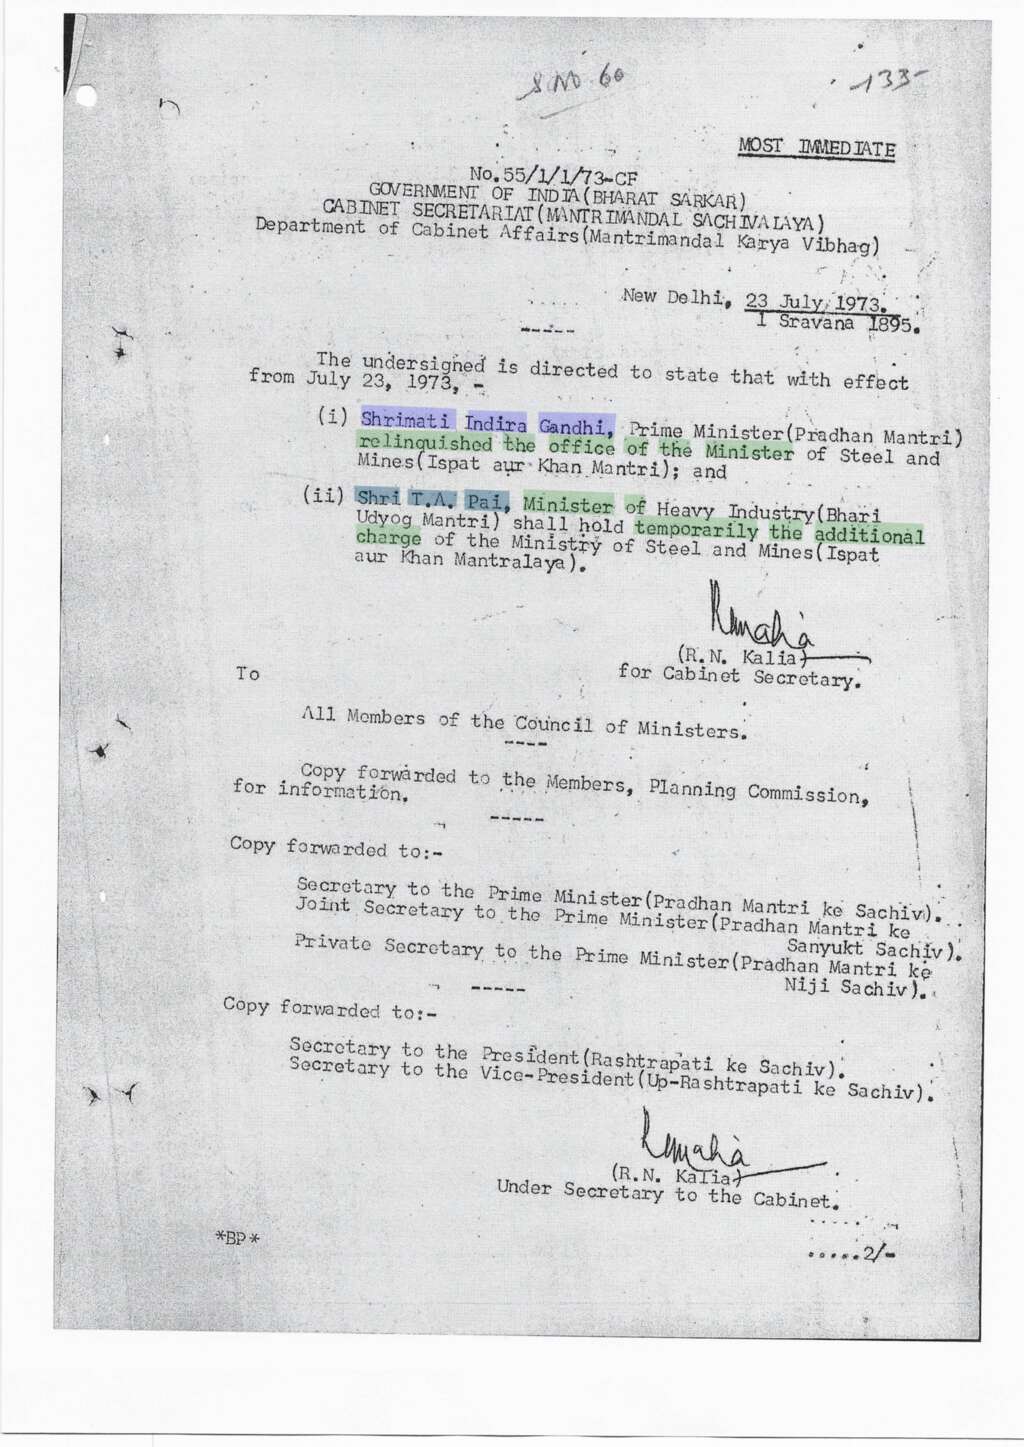 S NO. 60
133
MOST IMMEDIATE
No.55/1/1/73-CF
GOVERNMENT OF INDIA(BHARAT SARKAR)
CABINET SECRETARIAT(MANTRIMANDAL SACHIVALAYA)
Department of Cabinet Affairs(Mantrimandal Karya Vibhag)
New Delhi, 23 July, 1973.
1 Sravana 1895.
-----
The undersigned is directed to state that with effect
from July 23, 1973, -
(i) Shrimati Indira Gandhi, Prime Minister(Pradhan Mantri)
relinquished the office of the Minister of Steel and
Mines(Ispat aur Khan Mantri); and
(ii) Shri T.A. Pai, Minister of Heavy Industry(Bhari
Udyog Mantri) shall hold temporarily the additional
charge of the Ministry of Steel and Mines(Ispat
aur Khan Mantralaya).
(R.N. Kalia)
for Cabinet Secretary.
To
All Members of the Council of Ministers.
----
Copy forwarded to the Members, Planning Commission,
for information.
-----
Copy forwarded to:-
Secretary to the Prime Minister(Pradhan Mantri ke Sachiv).
Joint Secretary to the Prime Minister(Pradhan Mantri ke
Sanyukt Sachiv).
Private Secretary to the Prime Minister(Pradhan Mantri ke
Niji Sachiv).
-----
Copy forwarded to:-
Secretary to the President(Rashtrapati ke Sachiv).
Secretary to the Vice-President(Up-Rashtrapati ke Sachiv).
(R.N. Kalia)
Under Secretary to the Cabinet.
*BP*
.....2/-